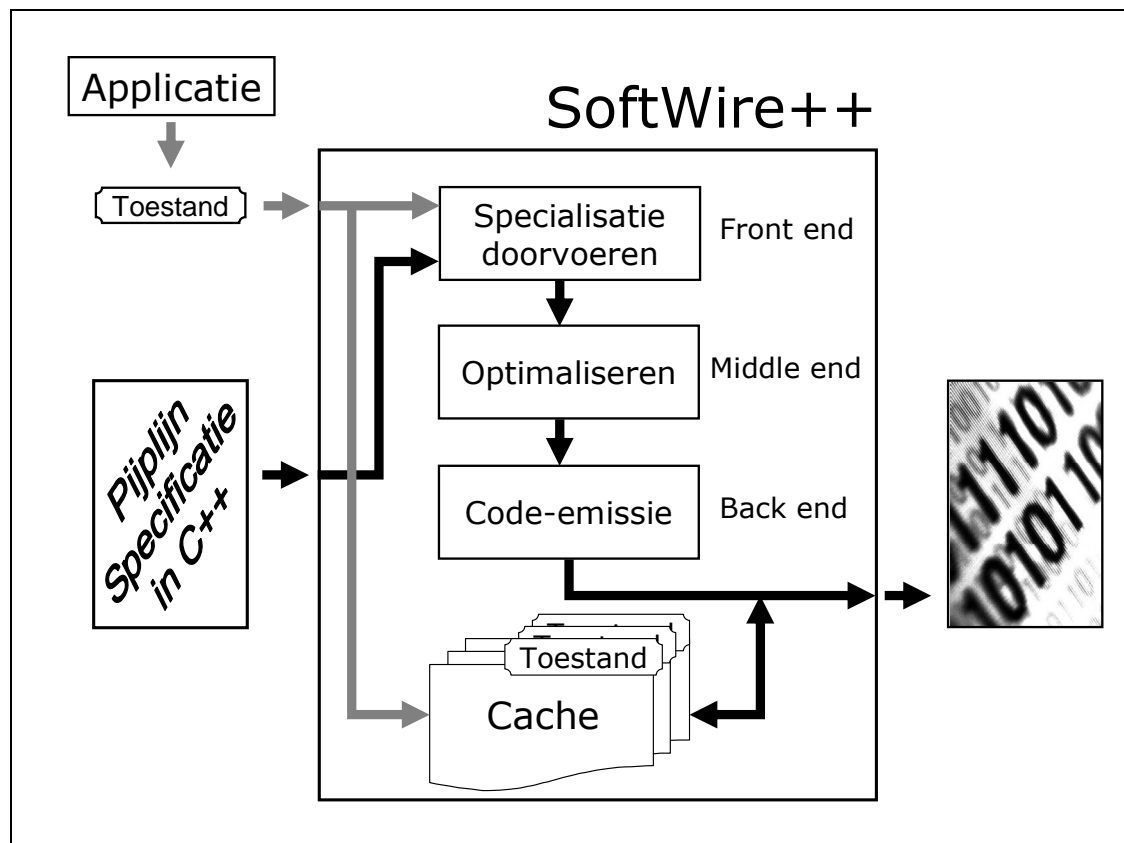 Applicatie
SoftWire++
Toestand
Specialisatie
doorvoeren
Front end
Optimaliseren
Middle end
Pijplijn
Specificatie
in C++
Code-emissie
Back end
Toestand
Cache